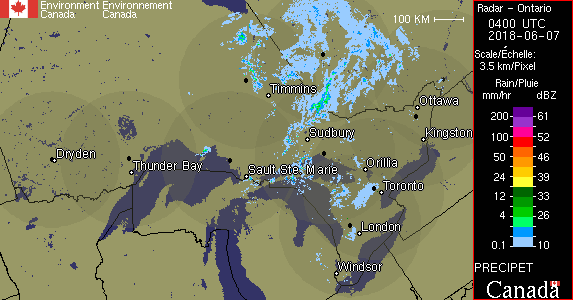 Environment Environnement
Canada Canada
100 KM
Timmins
Ottawa
Sudbury
Kingston
Dryden
Thunder Bay
Sault Ste. Marie
Orillia
Toronto
London
Windsor
Radar - Ontario
0400 UTC
2018-06-07
Scale/Échelle:
3.5 km/Pixel
Rain/Pluie
mm/hr dBZ
200 61
100 52
50 46
24 39
12 33
4 26
0.1 10
PRECIPET
Canada